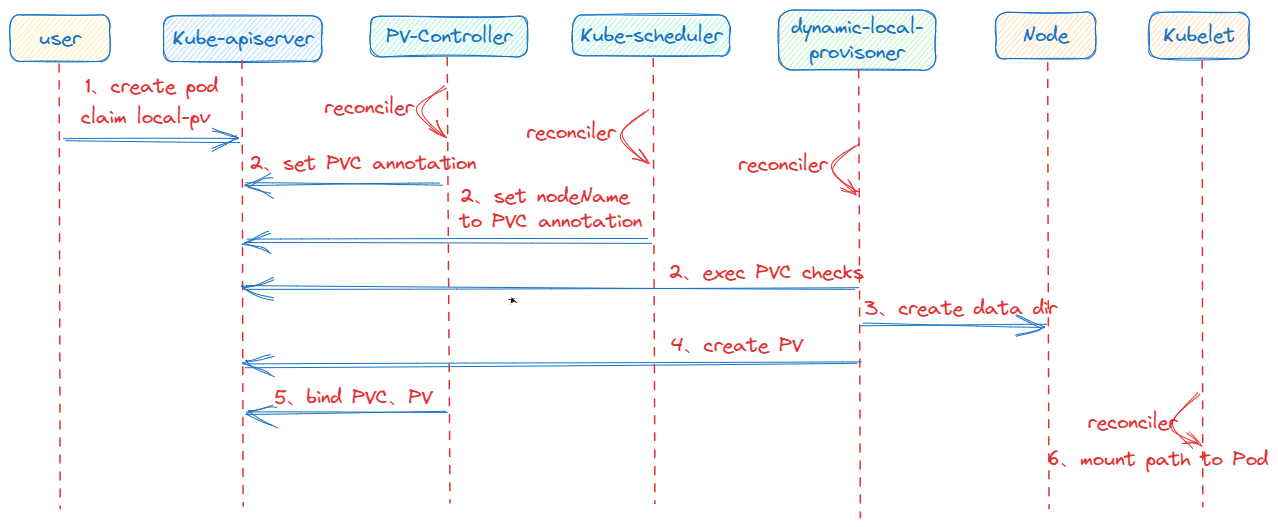 user
Kube-apiserver
PV-Controller
Kube-scheduler
dynamic-local-
provisoner
Node
Kubelet
1、create pod
claim local-pv
reconciler
reconciler
reconciler
2、set PVC annotation
2、set nodeName
to PVC annotation
2、exec PVC checks
3、create data dir
4、create PV
5、bind PVC、PV
reconciler
6、mount path to Pod